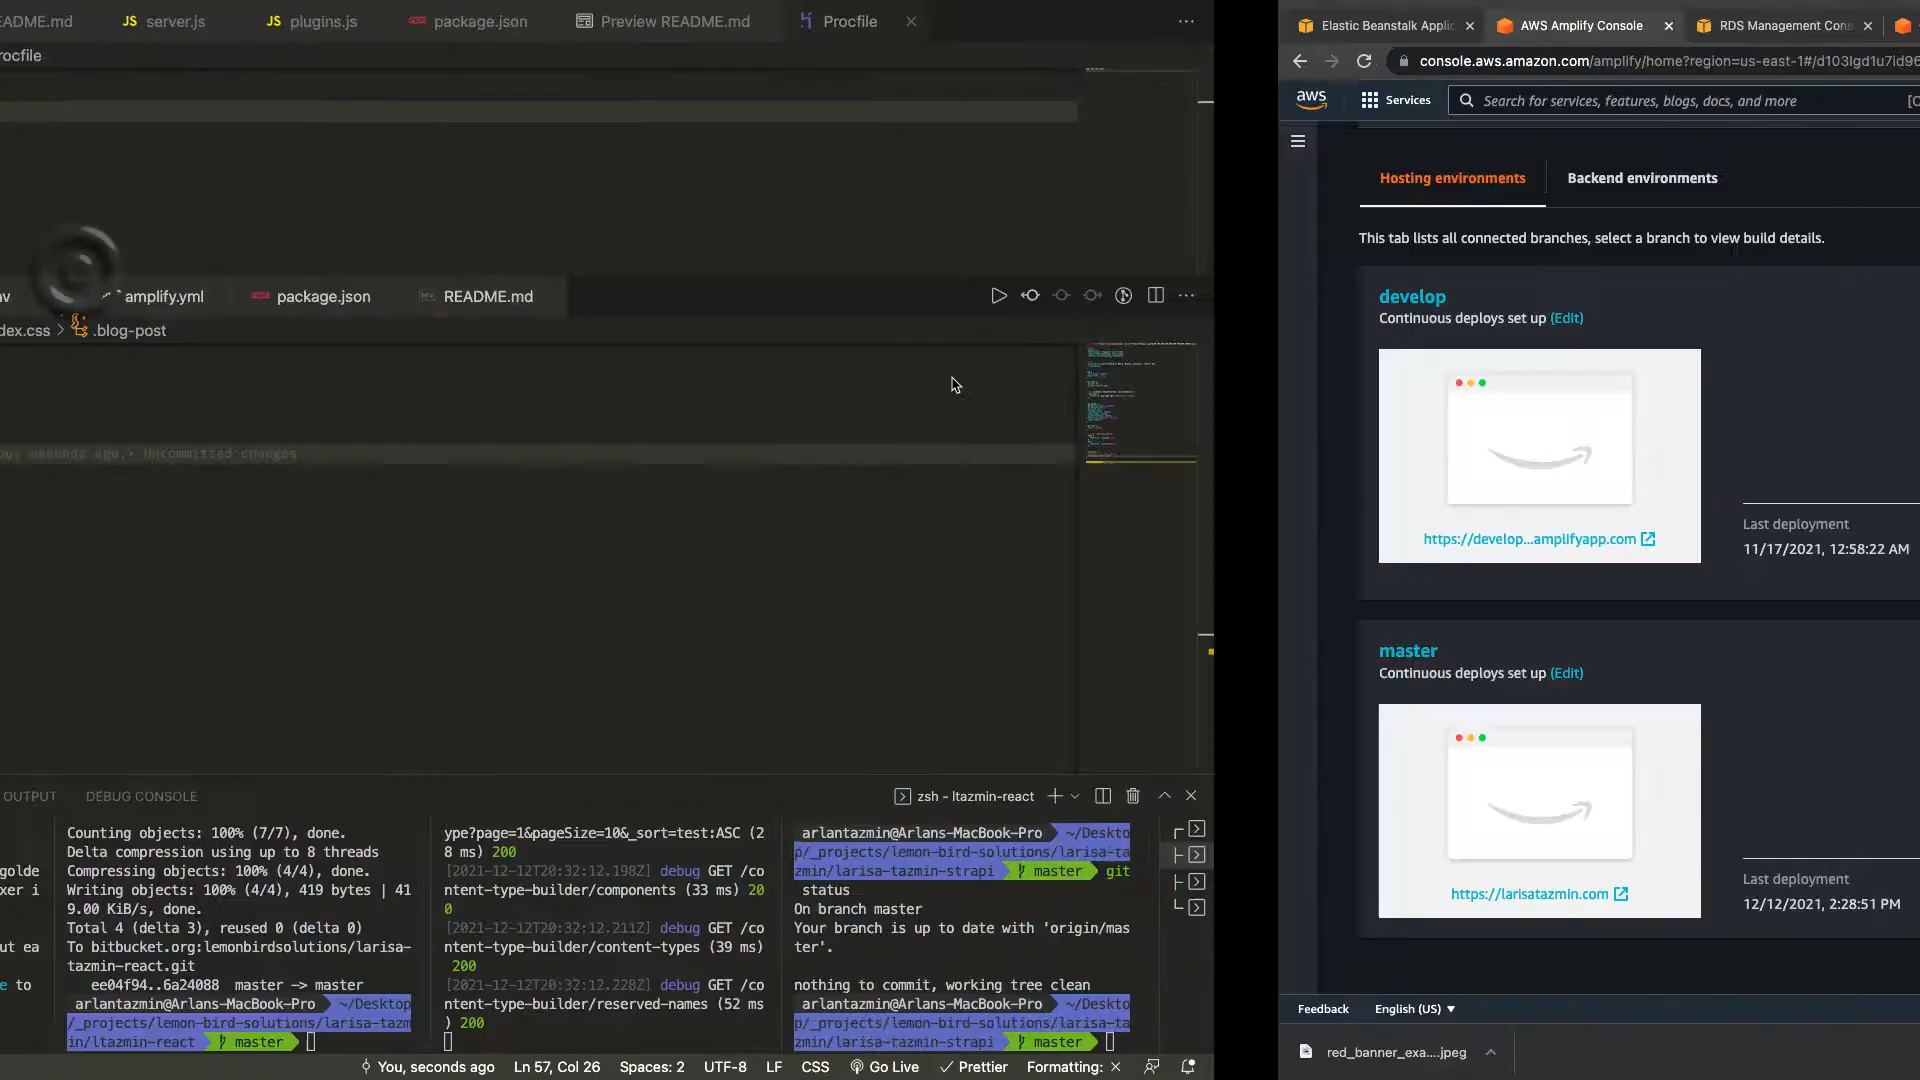 EADME.md
JS server.js
JS plugins.js
package.json
Preview README.md
Procfile
rocfile
amplify.yml
package.json
README.md
dex.css > .blog-post
seconds ago • Uncommitted changes
OUTPUT
DEBUG CONSOLE
zsh - ltazmin-react
golde
xer i
ut ea
e to
Counting objects: 100% (7/7), done.
Delta compression using up to 8 threads
Compressing objects: 100% (4/4), done.
Writing objects: 100% (4/4), 419 bytes | 41
9.00 KiB/s, done.
Total 4 (delta 3), reused 0 (delta 0)
To bitbucket.org:lemonbirdsolutions/larisa-
tazmin-react.git
ee04f94..6a24088  master -> master
arlantazmin@Arlans-MacBook-Pro ~/Desktop
/_projects/lemon-bird-solutions/larisa-tazm
in/ltazmin-react master
ype?page=1&pageSize=10&_sort=test:ASC (2
8 ms) 200
[2021-12-12T20:32:12.198Z] debug GET /co
ntent-type-builder/components (33 ms) 20
0
[2021-12-12T20:32:12.211Z] debug GET /co
ntent-type-builder/content-types (39 ms)
200
[2021-12-12T20:32:12.228Z] debug GET /co
ntent-type-builder/reserved-names (52 ms
) 200
arlantazmin@Arlans-MacBook-Pro ~/Deskto
p/_projects/lemon-bird-solutions/larisa-ta
zmin/larisa-tazmin-strapi master git
status
On branch master
Your branch is up to date with 'origin/mas
ter'.
nothing to commit, working tree clean
arlantazmin@Arlans-MacBook-Pro ~/Deskto
p/_projects/lemon-bird-solutions/larisa-ta
zmin/larisa-tazmin-strapi master
You, seconds ago
Ln 57, Col 26
Spaces: 2
UTF-8
LF
CSS
Go Live
Prettier
Formatting: ×
Elastic Beanstalk Applic
AWS Amplify Console
RDS Management Cons
console.aws.amazon.com/amplify/home?region=us-east-1#/d103lgd1u7id96
aws
Services
Search for services, features, blogs, docs, and more
Hosting environments
Backend environments
This tab lists all connected branches, select a branch to view build details.
develop
Continuous deploys set up (Edit)
https://develop...amplifyapp.com
Last deployment
11/17/2021, 12:58:22 AM
master
Continuous deploys set up (Edit)
https://larisatazmin.com
Last deployment
12/12/2021, 2:28:51 PM
Feedback
English (US)
red_banner_exa....jpeg